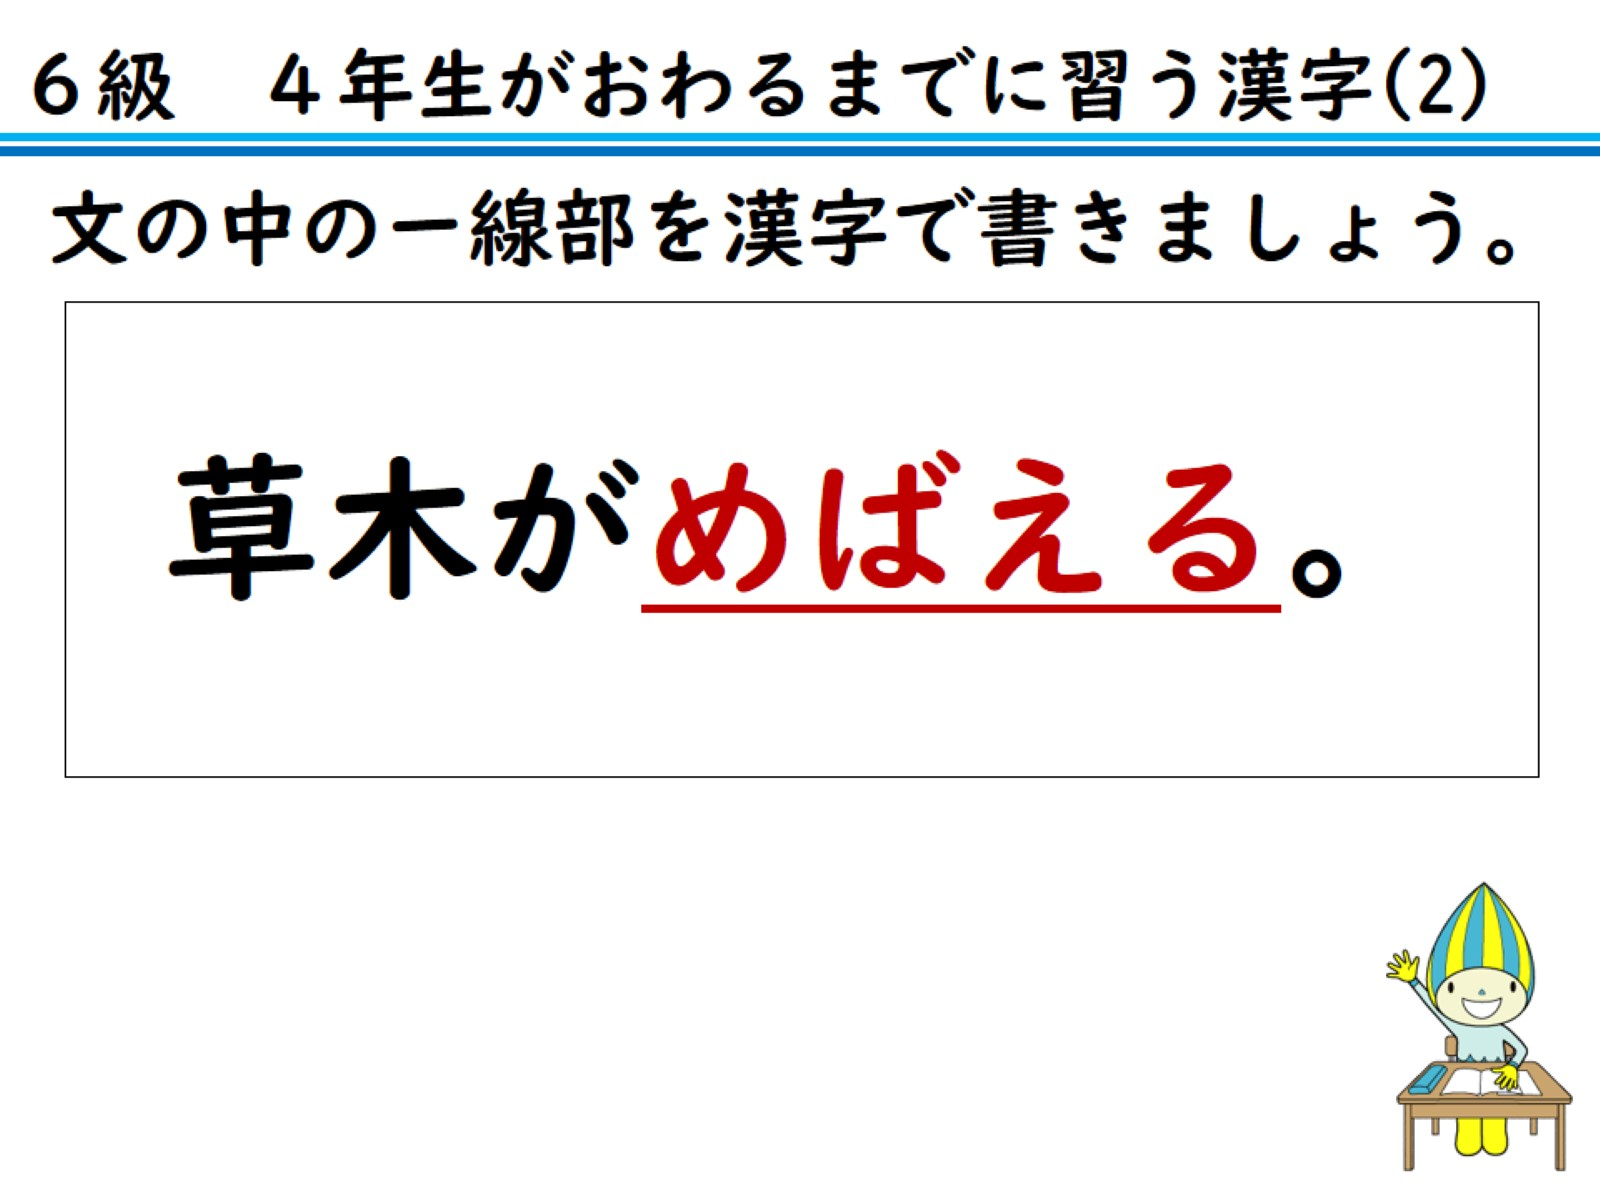 ６級　４年生がおわるまでに習う漢字(2)
文の中の－線部を漢字で書きましょう。
草木がめばえる。